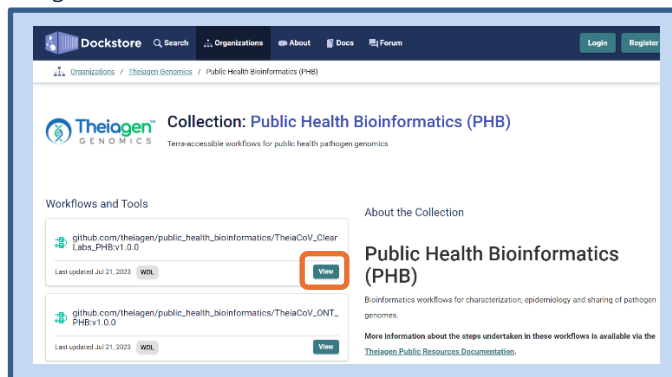 Dockstore Search Organizations About Docs Forum Login Register
Organizations / Theiagen Genomics / Public Health Bioinformatics (PHB)
Theiagen™
GENOMICS
Collection: Public Health Bioinformatics (PHB)
Terra-accessible workflows for public health pathogen genomics
Workflows and Tools
github.com/theiagen/public_health_bioinformatics/TheiaCoV_Clear
Labs_PHB:v1.0.0
Last updated Jul 21, 2023 WDL View
github.com/theiagen/public_health_bioinformatics/TheiaCoV_ONT_
PHB:v1.0.0
Last updated Jul 21, 2023 WDL View
About the Collection
Public Health Bioinformatics
(PHB)
Bioinformatics workflows for characterization, epidemiology and sharing of pathogen
genomes.
More information about the steps undertaken in these workflows is available via the
Theiagen Public Resources Documentation.